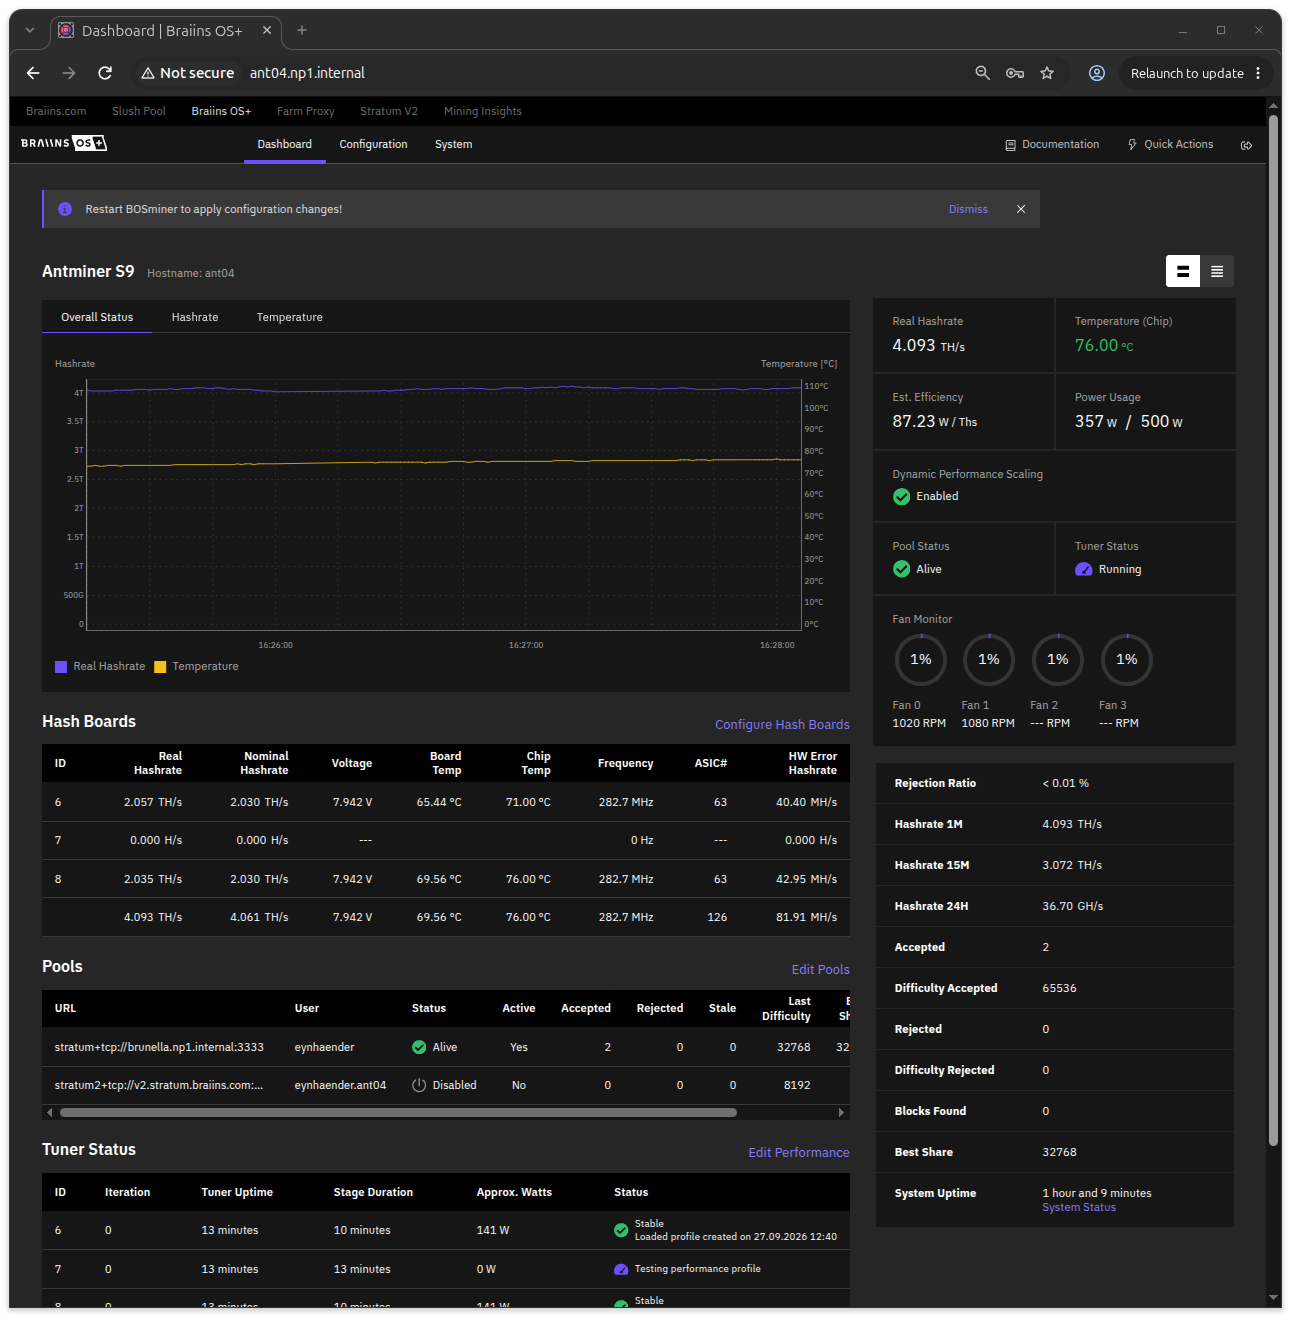 Dashboard | Braiins OS+
Not secure ant04.np1.internal Relaunch to update
Braiins.com Slush Pool Braiins OS+ Farm Proxy Stratum V2 Mining Insights
BRAIINS OS+ Dashboard Configuration System Documentation Quick Actions
Restart BOSminer to apply configuration changes! Dismiss
Antminer S9 Hostname: ant04
Overall Status Hashrate Temperature
Hashrate Temperature [°C]
4T
3.5T
3T
2.5T
2T
1.5T
1T
500G
0
110°C
100°C
90°C
80°C
70°C
60°C
50°C
40°C
30°C
20°C
10°C
0°C
16:26:00 16:27:00 16:28:00
Real Hashrate Temperature
Real Hashrate
4.093 TH/s
Temperature (Chip)
76.00 °C
Est. Efficiency
87.23 W / Ths
Power Usage
357 W / 500 W
Dynamic Performance Scaling
Enabled
Pool Status
Alive
Tuner Status
Running
Fan Monitor
1% 1% 1% 1%
Fan 0 Fan 1 Fan 2 Fan 3
1020 RPM 1080 RPM --- RPM --- RPM
Hash Boards Configure Hash Boards
ID Real Hashrate Nominal Hashrate Voltage Board Temp Chip Temp Frequency ASIC# HW Error Hashrate
6 2.057 TH/s 2.030 TH/s 7.942 V 65.44 °C 71.00 °C 282.7 MHz 63 40.40 MH/s
7 0.000 H/s 0.000 H/s --- 0 Hz --- 0.000 H/s
8 2.035 TH/s 2.030 TH/s 7.942 V 69.56 °C 76.00 °C 282.7 MHz 63 42.95 MH/s
4.093 TH/s 4.061 TH/s 7.942 V 69.56 °C 76.00 °C 282.7 MHz 126 81.91 MH/s
Pools Edit Pools
URL User Status Active Accepted Rejected Stale Last Difficulty
stratum+tcp://brunella.np1.internal:3333 eynhaender Alive Yes 2 0 0 32768 32
stratum2+tcp://v2.stratum.braiins.com:... eynhaender.ant04 Disabled No 0 0 0 8192
Tuner Status Edit Performance
ID Iteration Tuner Uptime Stage Duration Approx. Watts Status
6 0 13 minutes 10 minutes 141 W Stable
Loaded profile created on 27.09.2026 12:40
7 0 13 minutes 13 minutes 0 W Testing performance profile
8 0 13 minutes 10 minutes 141 W Stable
Rejection Ratio < 0.01 %
Hashrate 1M 4.093 TH/s
Hashrate 15M 3.072 TH/s
Hashrate 24H 36.70 GH/s
Accepted 2
Difficulty Accepted 65536
Rejected 0
Difficulty Rejected 0
Blocks Found 0
Best Share 32768
System Uptime 1 hour and 9 minutes
System Status